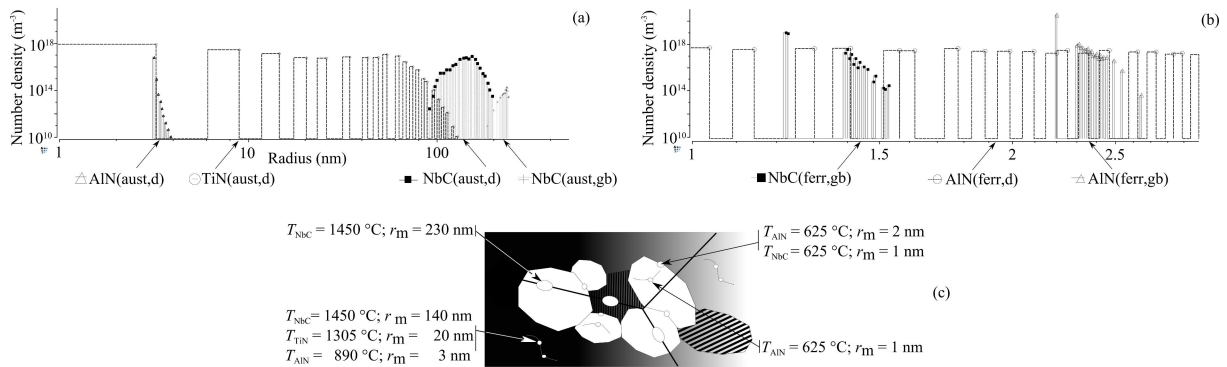 (a)
Number density (m⁻³)
10¹⁸
10¹⁴
10¹⁰
1
10
100
Radius (nm)
AlN(aust,d)
TiN(aust,d)
NbC(aust,d)
NbC(aust,gb)
(b)
Number density (m⁻³)
10¹⁸
10¹⁴
10¹⁰
1
1.5
2
2.5
NbC(ferr,gb)
AlN(ferr,d)
AlN(ferr,gb)
T_NbC = 1450 °C; r_m = 230 nm
T_AlN = 625 °C; r_m = 2 nm
T_NbC = 625 °C; r_m = 1 nm
(c)
T_NbC = 1450 °C; r_m = 140 nm
T_TiN = 1305 °C; r_m = 20 nm
T_AlN = 890 °C; r_m = 3 nm
T_AlN = 625 °C; r_m = 1 nm